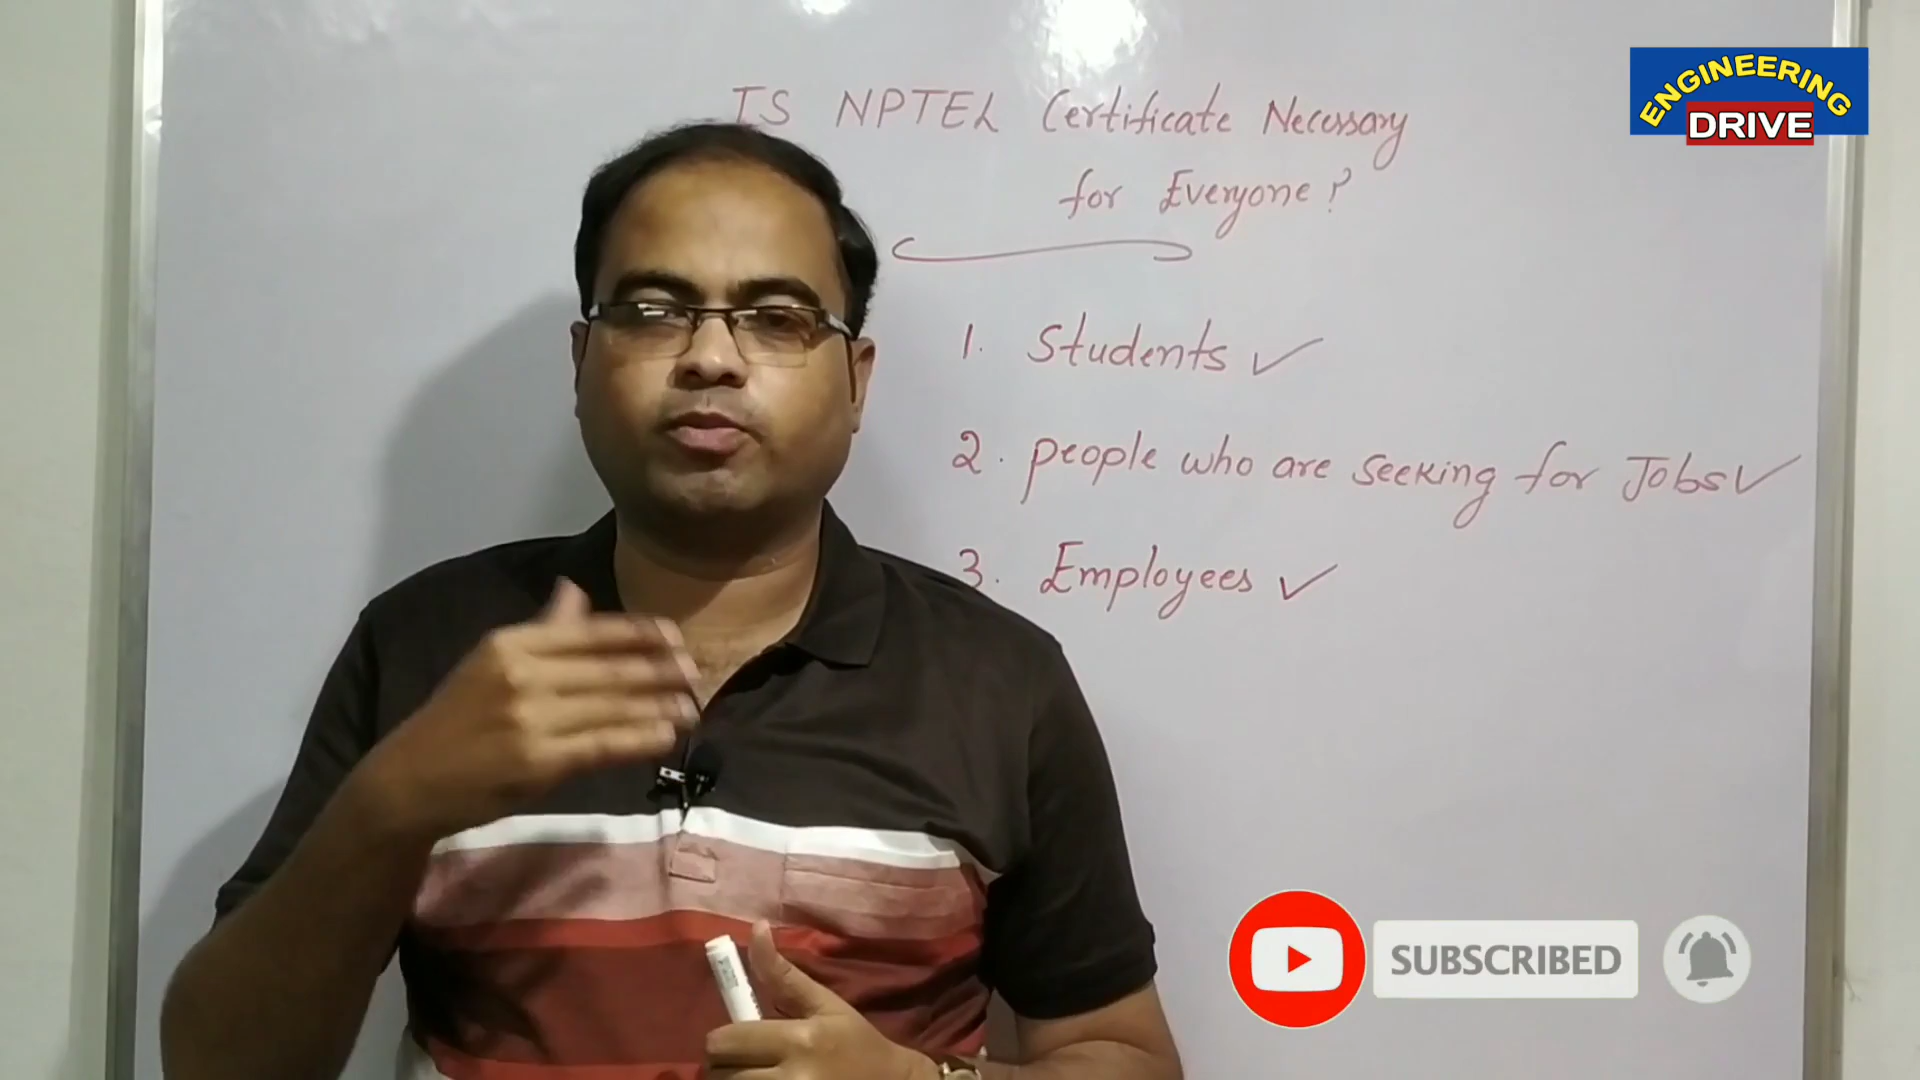 IS NPTEL Certificate Necessary
for Everyone?
1. Students ✓
2. people who are seeking for Jobs ✓
3. Employees ✓
ENGINEERING
DRIVE
SUBSCRIBED